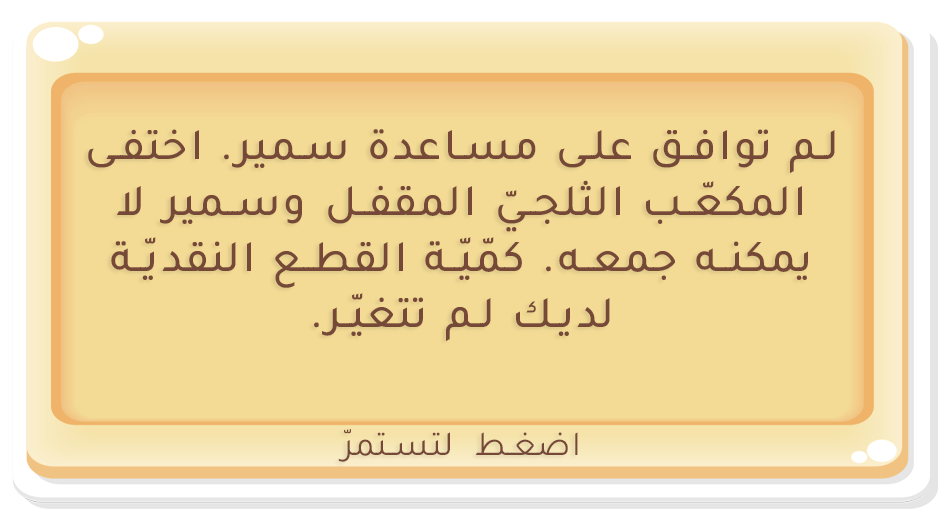 لم توافق على مساعدة سمير. اختفى
المكعّب الثلجيّ المقفل وسمير لا
يمكنه جمعه. كمّيّة القطع النقديّة
لديك لم تتغيّر.
اضغط لتستمرّ